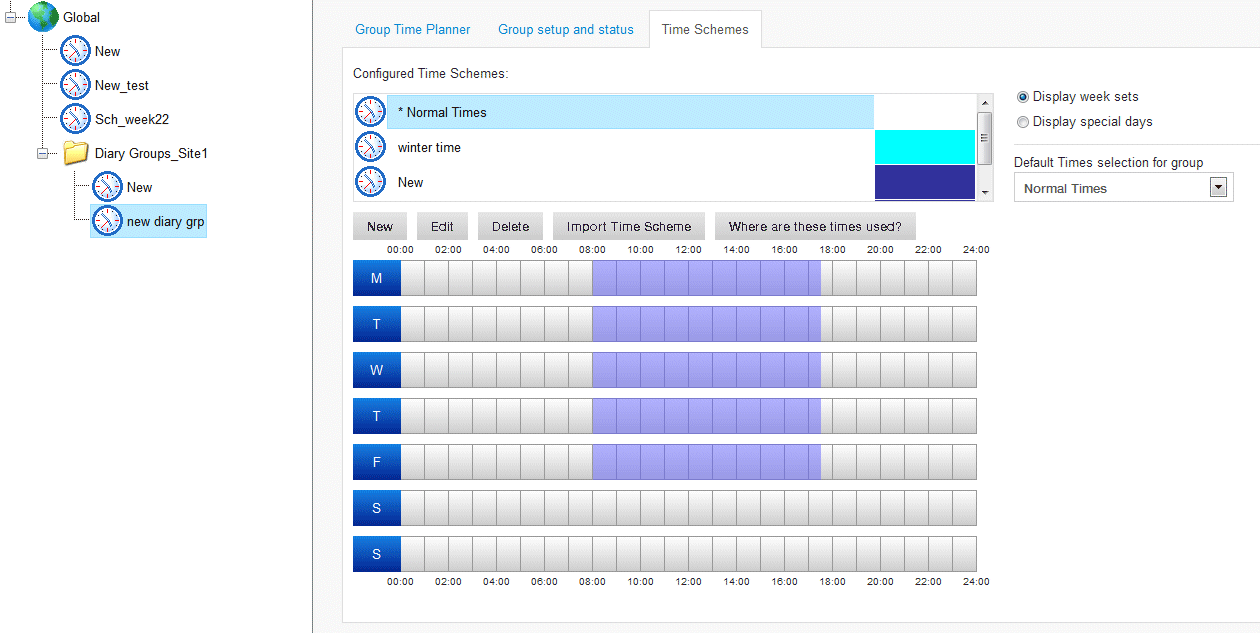 Global
New
New_test
Sch_week22
Diary Groups_Site1
New
new diary grp
Group Time Planner Group setup and status Time Schemes
Configured Time Schemes:
* Normal Times
winter time
New
Display week sets
Display special days
Default Times selection for group
Normal Times
New Edit Delete Import Time Scheme Where are these times used?
00:00 02:00 04:00 06:00 08:00 10:00 12:00 14:00 16:00 18:00 20:00 22:00 24:00
M
T
W
T
F
S
S
00:00 02:00 04:00 06:00 08:00 10:00 12:00 14:00 16:00 18:00 20:00 22:00 24:00